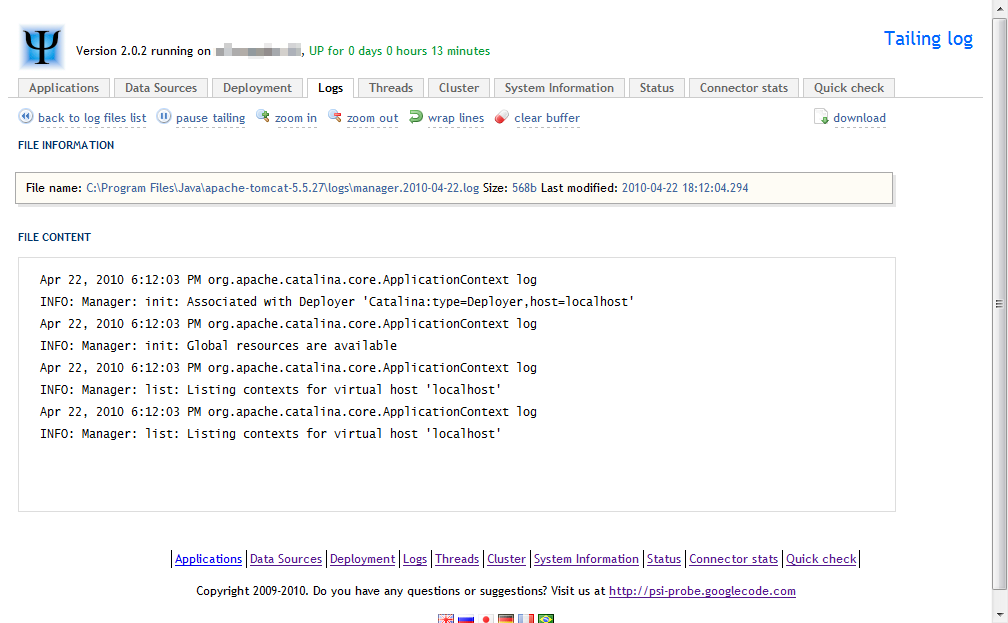 Tailing log
Ψ
Version 2.0.2 running on , UP for 0 days 0 hours 13 minutes
Applications Data Sources Deployment Logs Threads Cluster System Information Status Connector stats Quick check
back to log files list pause tailing zoom in zoom out wrap lines clear buffer download
FILE INFORMATION
File name: C:\Program Files\Java\apache-tomcat-5.5.27\logs\manager.2010-04-22.log Size: 568b Last modified: 2010-04-22 18:12:04.294
FILE CONTENT
Apr 22, 2010 6:12:03 PM org.apache.catalina.core.ApplicationContext log
INFO: Manager: init: Associated with Deployer 'Catalina:type=Deployer,host=localhost'
Apr 22, 2010 6:12:03 PM org.apache.catalina.core.ApplicationContext log
INFO: Manager: init: Global resources are available
Apr 22, 2010 6:12:03 PM org.apache.catalina.core.ApplicationContext log
INFO: Manager: list: Listing contexts for virtual host 'localhost'
Apr 22, 2010 6:12:03 PM org.apache.catalina.core.ApplicationContext log
INFO: Manager: list: Listing contexts for virtual host 'localhost'
Applications Data Sources Deployment Logs Threads Cluster System Information Status Connector stats Quick check
Copyright 2009-2010. Do you have any questions or suggestions? Visit us at http://psi-probe.googlecode.com